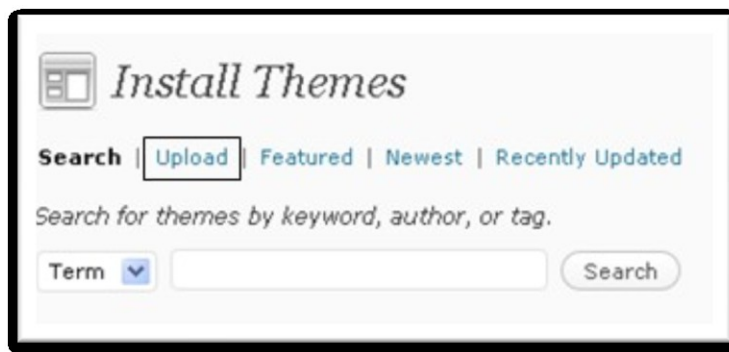 Install Themes
Search | Upload | Featured | Newest | Recently Updated
Search for themes by keyword, author, or tag.
Term Search